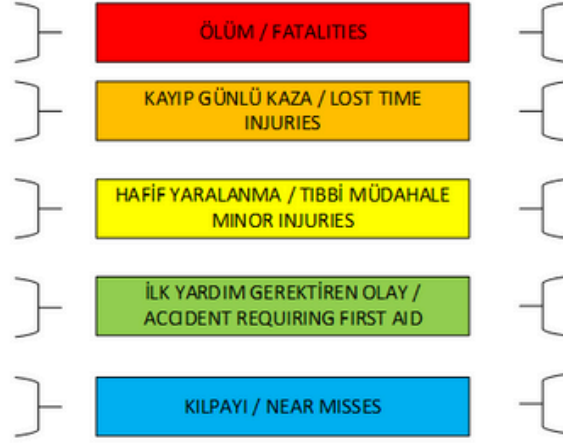 ÖLÜM / FATALITIES
KAYIP GÜNLÜ KAZA / LOST TIME
INJURIES
HAFİF YARALANMA / TIBBİ MÜDAHALE
MINOR INJURIES
İLK YARDIM GEREKTİREN OLAY /
ACCIDENT REQUIRING FIRST AID
KILPAYI / NEAR MISSES